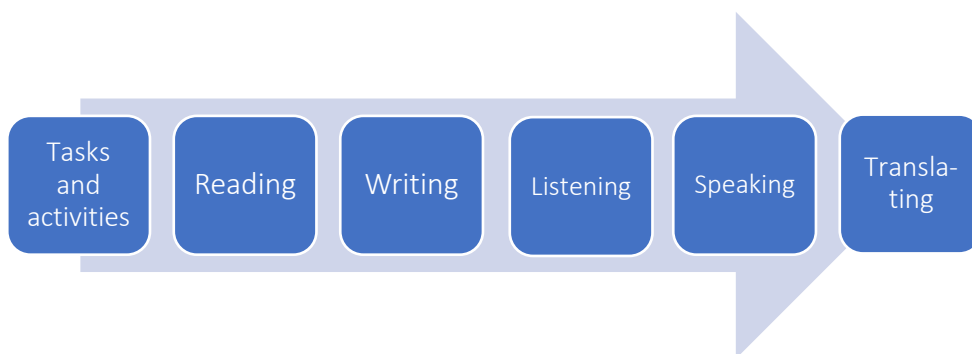 Tasks
and
activities
Reading
Writing
Listening
Speaking
Transla-
ting